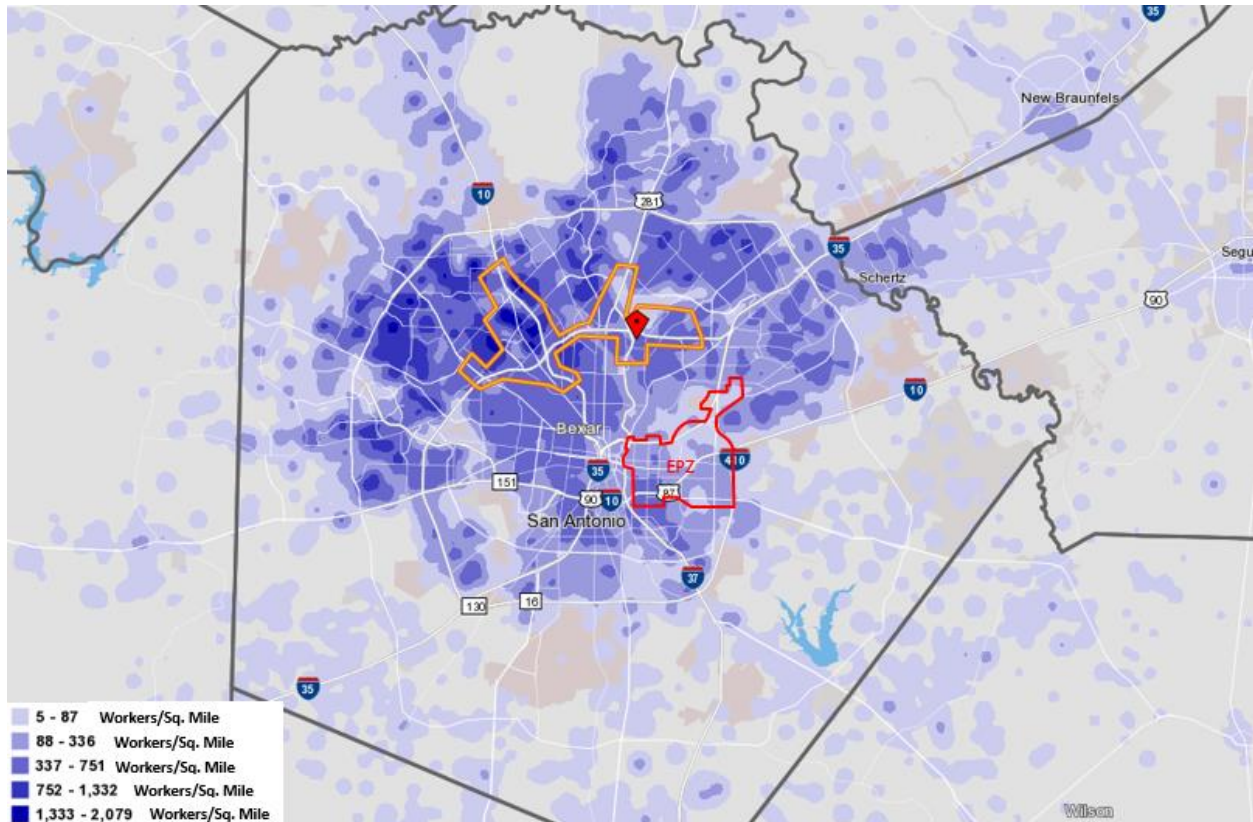 35
New Braunfels
10
281
35
Schertz
Segu
90
10
Bexar
EPZ
35
410
151
90
10
87
San Antonio
37
130
16
35
5 - 87 Workers/Sq. Mile
88 - 336 Workers/Sq. Mile
337 - 751 Workers/Sq. Mile
752 - 1,332 Workers/Sq. Mile
1,333 - 2,079 Workers/Sq. Mile
Wilson